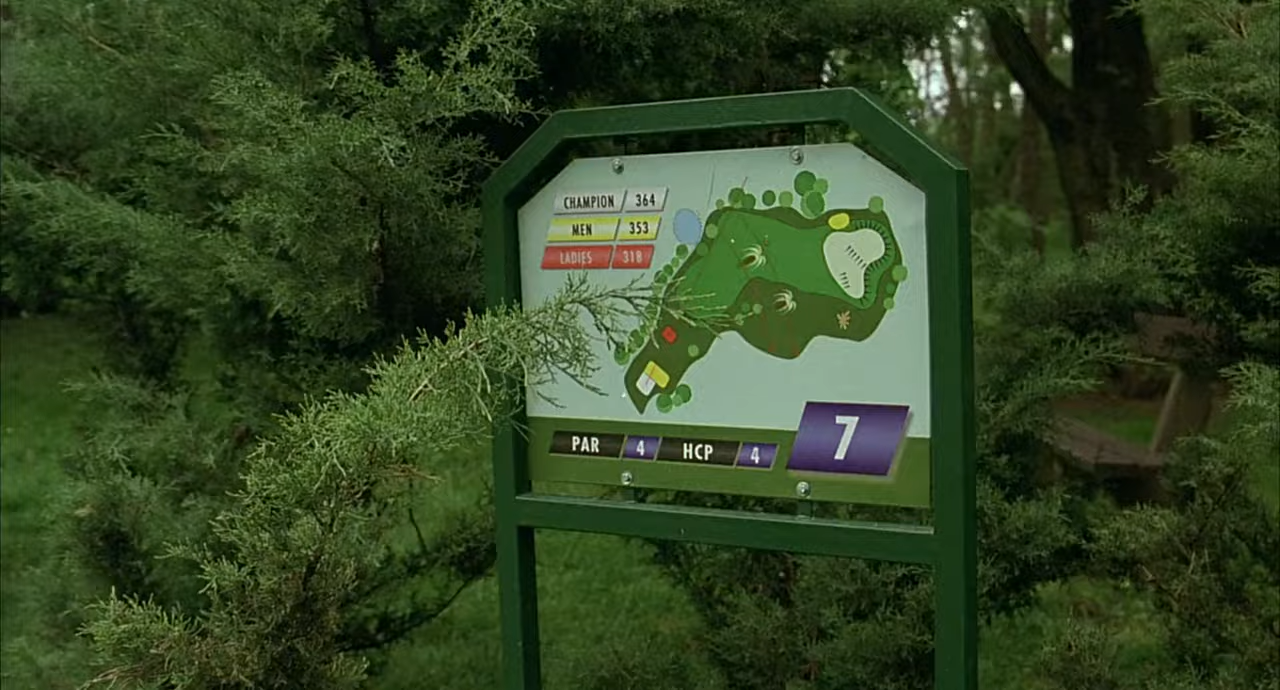 CHAMPION 364
MEN 353
LADIES 318
PAR 4 HCP 4
7